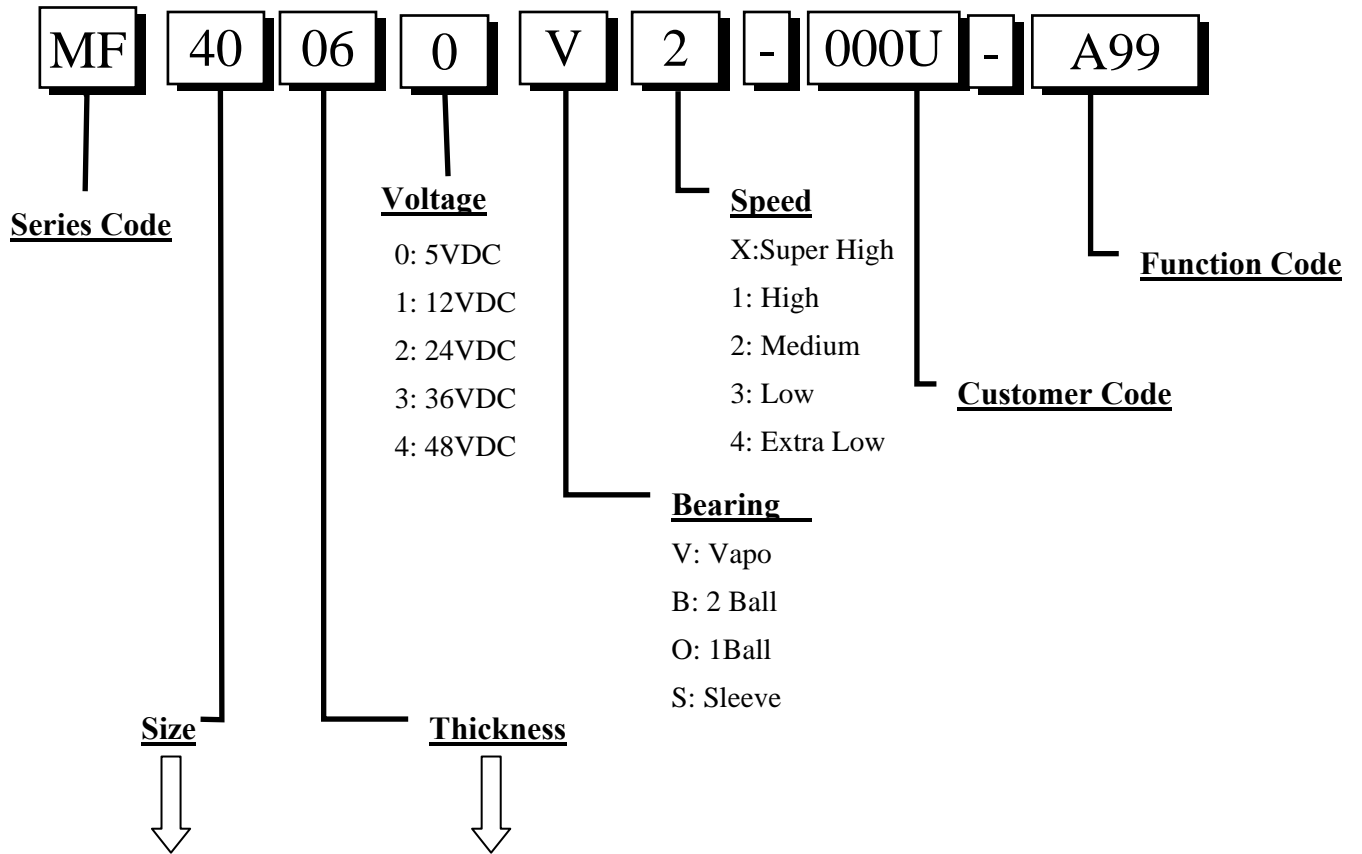 MF 40 06 0 V 2 - 000U - A99
Series Code
Voltage
0: 5VDC
1: 12VDC
2: 24VDC
3: 36VDC
4: 48VDC
Speed
X:Super High
1: High
2: Medium
3: Low
4: Extra Low
Function Code
Customer Code
Bearing
V: Vapo
B: 2 Ball
O: 1Ball
S: Sleeve
Size
Thickness